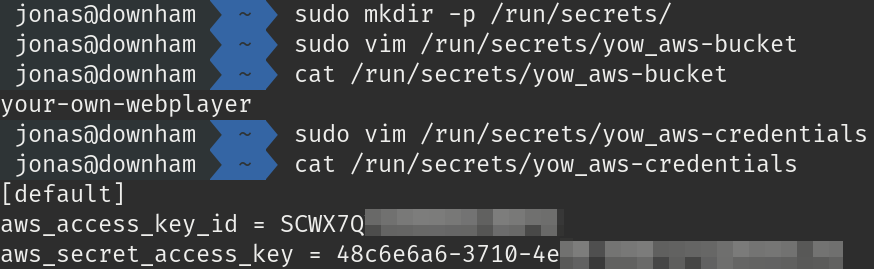 jonas@downham ~ sudo mkdir -p /run/secrets/
jonas@downham ~ sudo vim /run/secrets/yow_aws-bucket
jonas@downham ~ cat /run/secrets/yow_aws-bucket
your-own-webplayer
jonas@downham ~ sudo vim /run/secrets/yow_aws-credentials
jonas@downham ~ cat /run/secrets/yow_aws-credentials
[default]
aws_access_key_id = SCWX7Q
aws_secret_access_key = 48c6e6a6-3710-4e